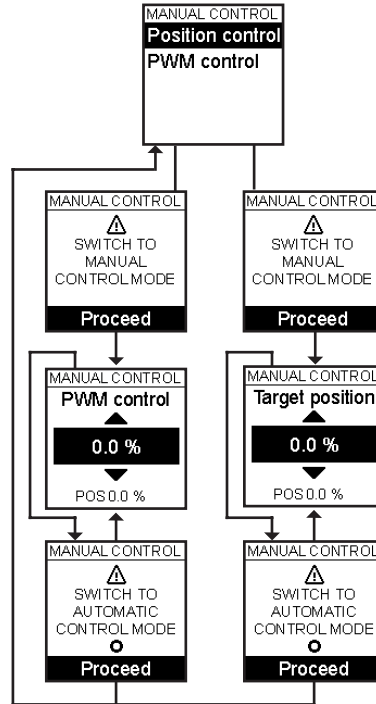 MANUAL CONTROL
Position control
PWM control
MANUAL CONTROL
SWITCH TO
MANUAL
CONTROL MODE
Proceed
MANUAL CONTROL
SWITCH TO
MANUAL
CONTROL MODE
Proceed
MANUAL CONTROL
PWM control
0.0 %
POS 0.0 %
MANUAL CONTROL
Target position
0.0 %
POS 0.0 %
MANUAL CONTROL
SWITCH TO
AUTOMATIC
CONTROL MODE
Proceed
MANUAL CONTROL
SWITCH TO
AUTOMATIC
CONTROL MODE
Proceed